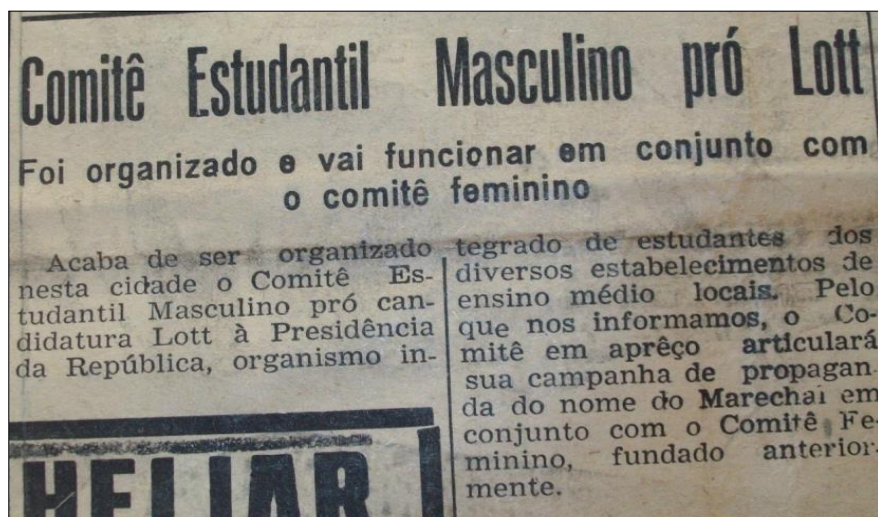 Comitê Estudantil Masculino pró Lott
Foi organizado e vai funcionar em conjunto com
o comitê feminino
Acaba de ser organizado
nesta cidade o Comitê Es-
tudantil Masculino pró can-
didatura Lott à Presidência
da República, organismo in-
tegrado de estudantes dos
diversos estabelecimentos de
ensino médio locais. Pelo
que nos informamos, o Co-
mitê em aprêço articulará
sua campanha de propagan
da do nome do Marechal em
conjunto com o Comitê Fe-
minino, fundado anterior-
mente.
HELIAR